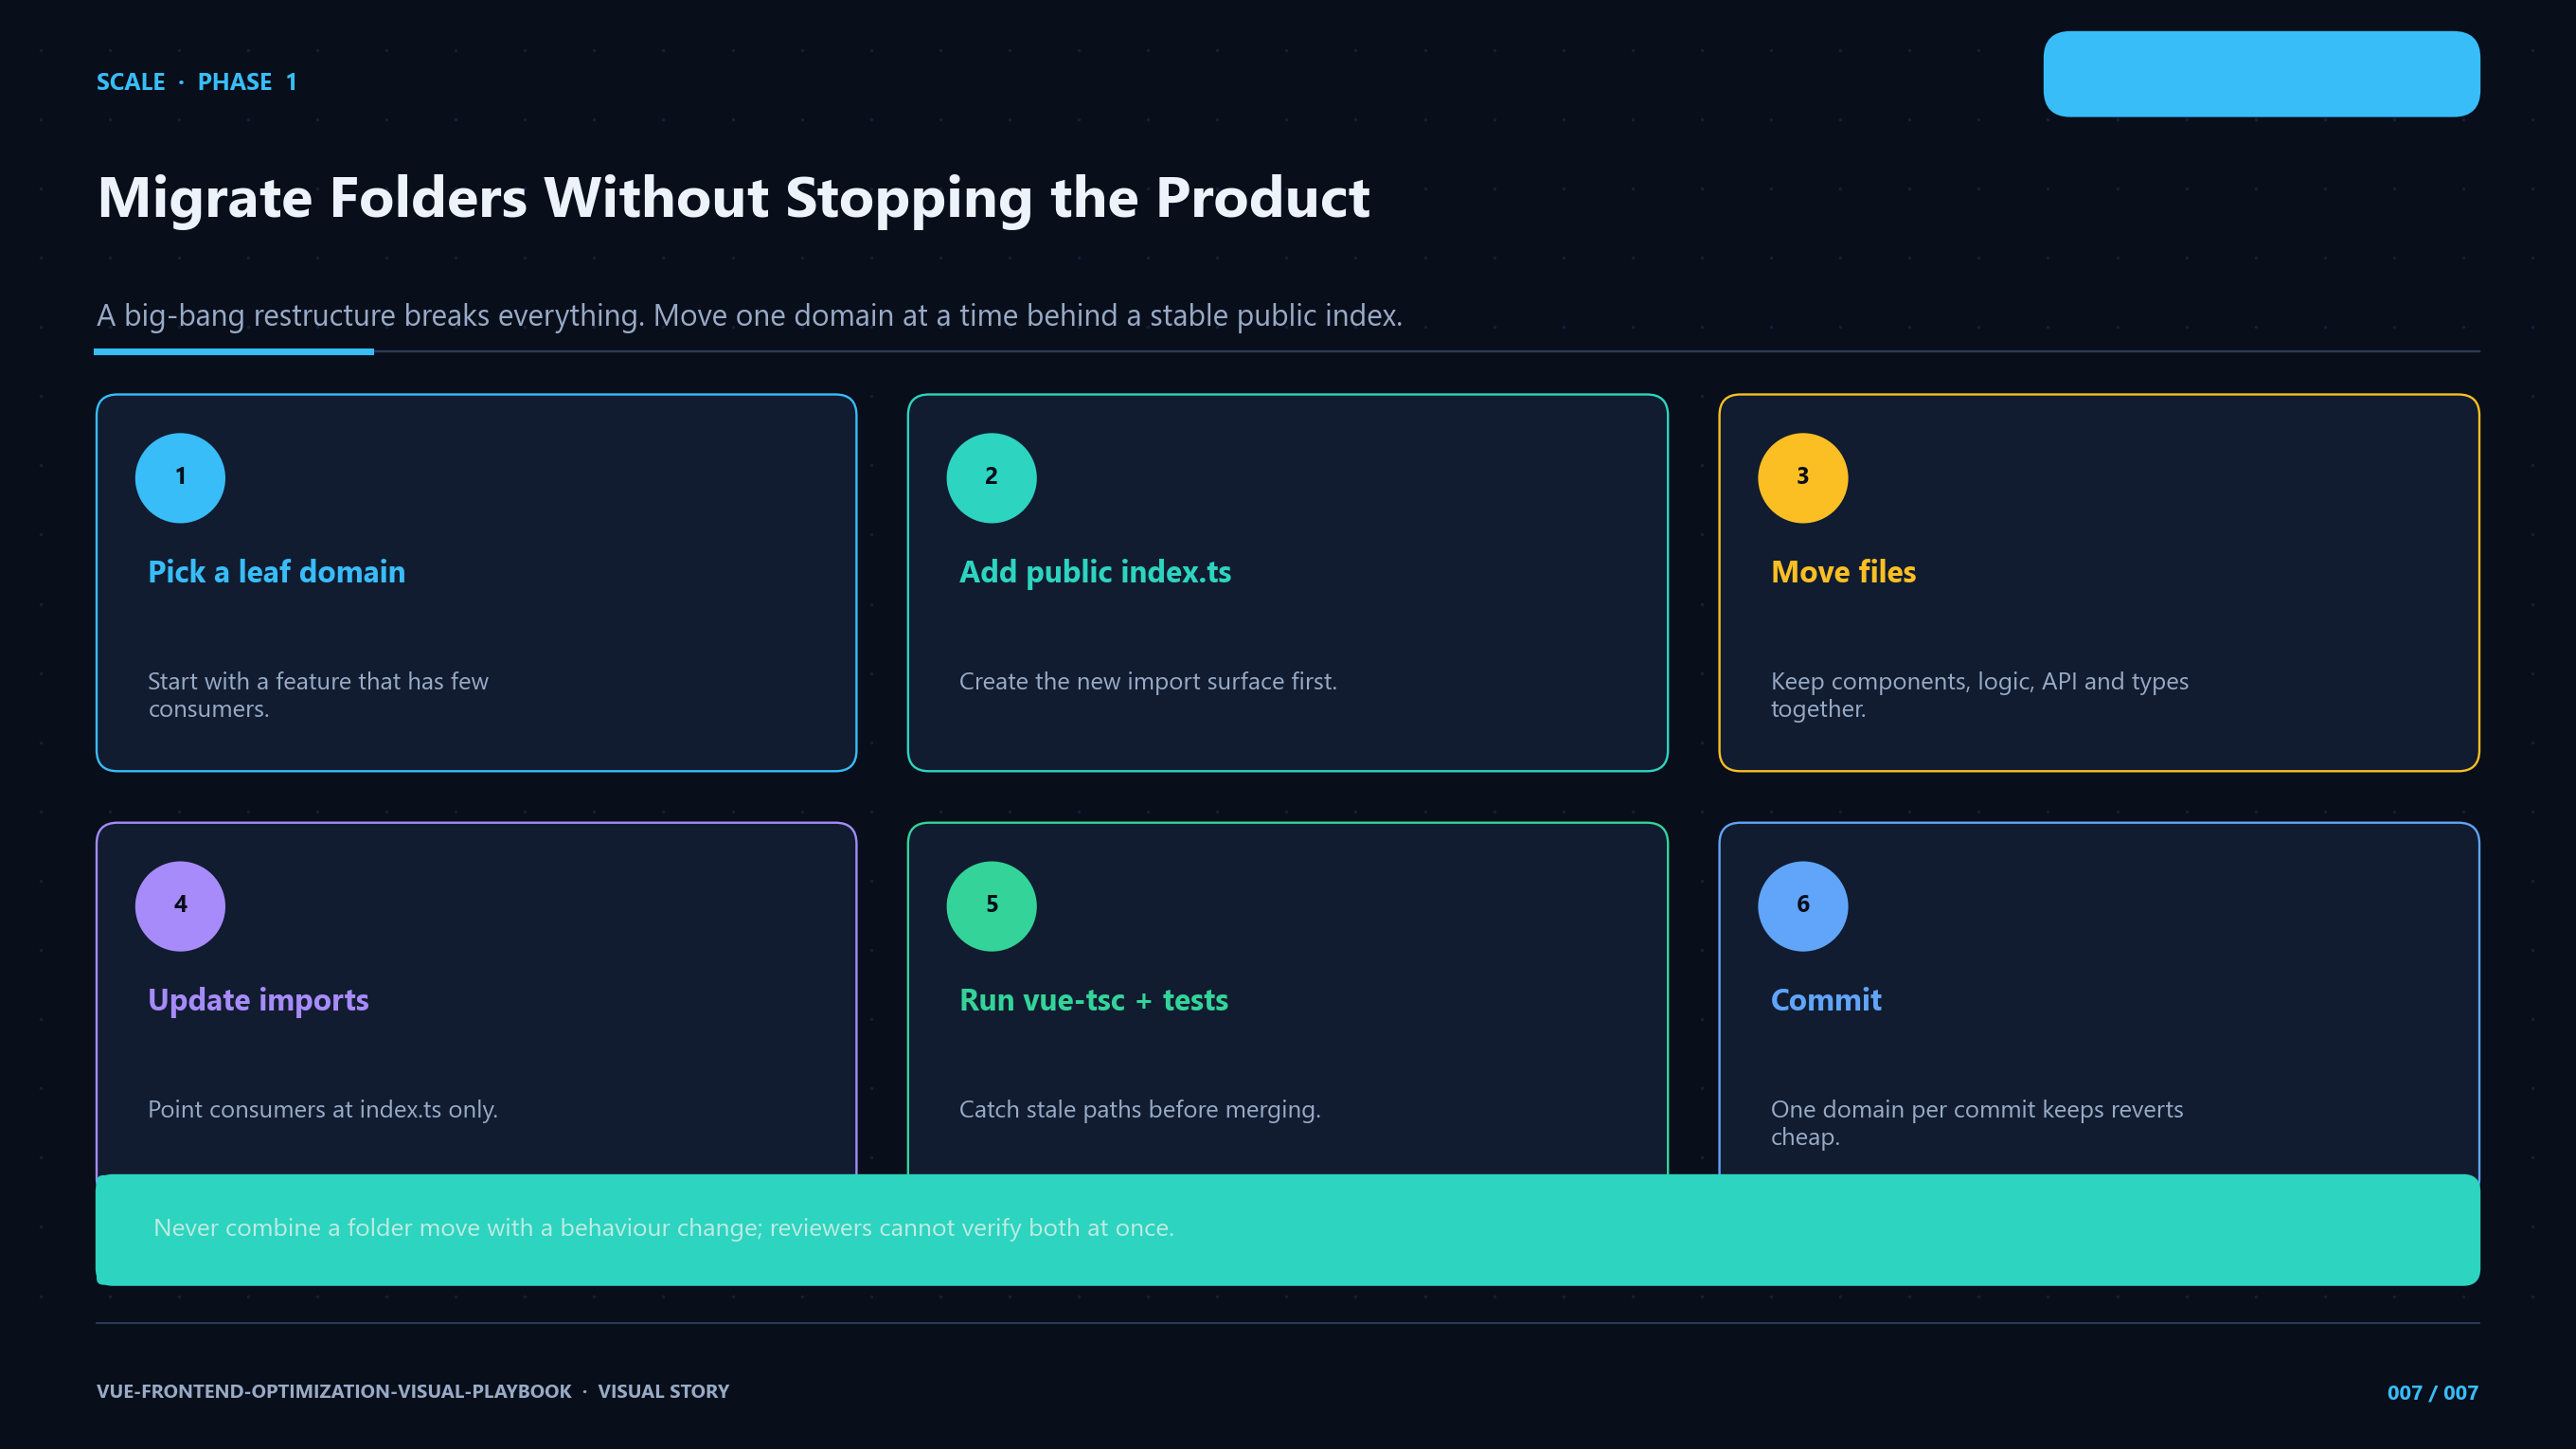 SCALE · PHASE 1
Migrate Folders Without Stopping the Product
A big-bang restructure breaks everything. Move one domain at a time behind a stable public index.
1
Pick a leaf domain
Start with a feature that has few
consumers.
2
Add public index.ts
Create the new import surface first.
3
Move files
Keep components, logic, API and types
together.
4
Update imports
Point consumers at index.ts only.
5
Run vue-tsc + tests
Catch stale paths before merging.
6
Commit
One domain per commit keeps reverts
cheap.
Never combine a folder move with a behaviour change; reviewers cannot verify both at once.
VUE-FRONTEND-OPTIMIZATION-VISUAL-PLAYBOOK · VISUAL STORY
007 / 007